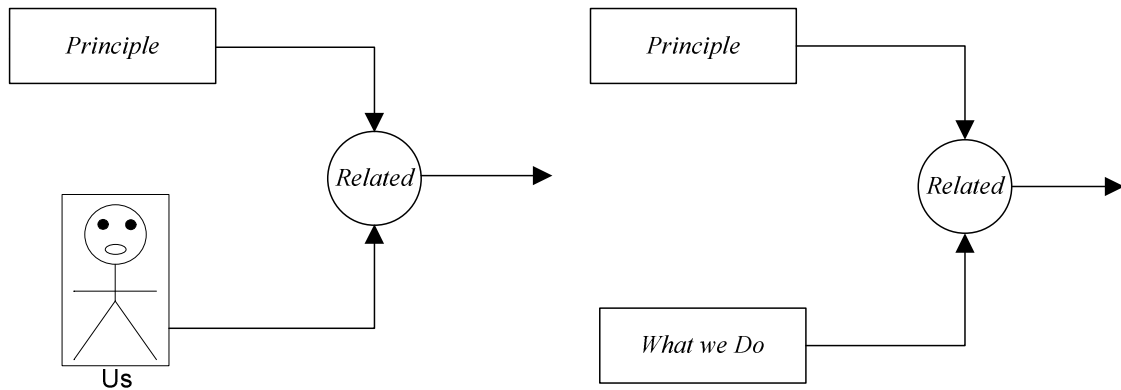 Principle
Related
Us
Principle
Related
What we Do